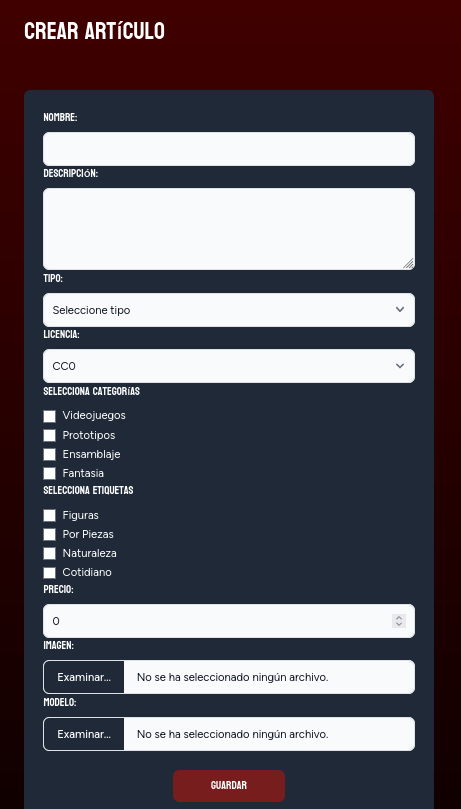 CREAR ARTÍCULO
NOMBRE:
DESCRIPCIÓN:
TIPO:
Seleccione tipo
LICENCIA:
CC0
SELECCIONA CATEGORÍAS
Videojuegos
Prototipos
Ensamblaje
Fantasia
SELECCIONA ETIQUETAS
Figuras
Por Piezas
Naturaleza
Cotidiano
PRECIO:
0
IMAGEN:
Examinar... No se ha seleccionado ningún archivo.
MODELO:
Examinar... No se ha seleccionado ningún archivo.
GUARDAR